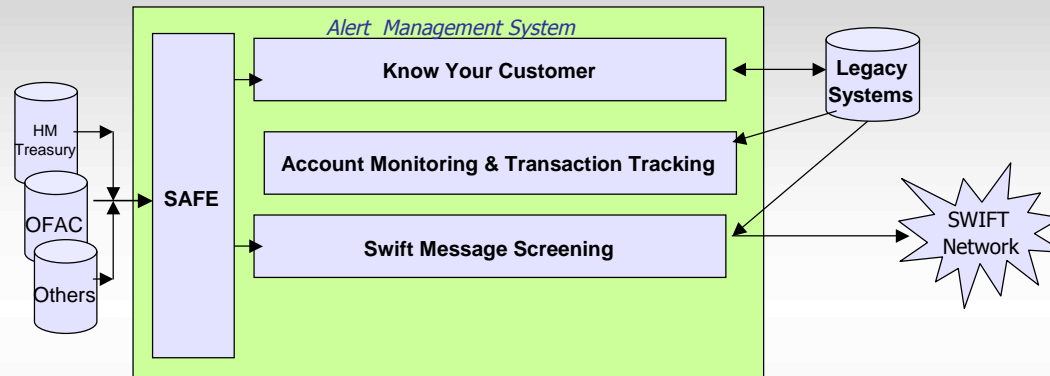 Alert Management System
Know Your Customer
Legacy
Systems
HM
Treasury
Account Monitoring & Transaction Tracking
SAFE
OFAC
SWIFT
Network
Swift Message Screening
Others